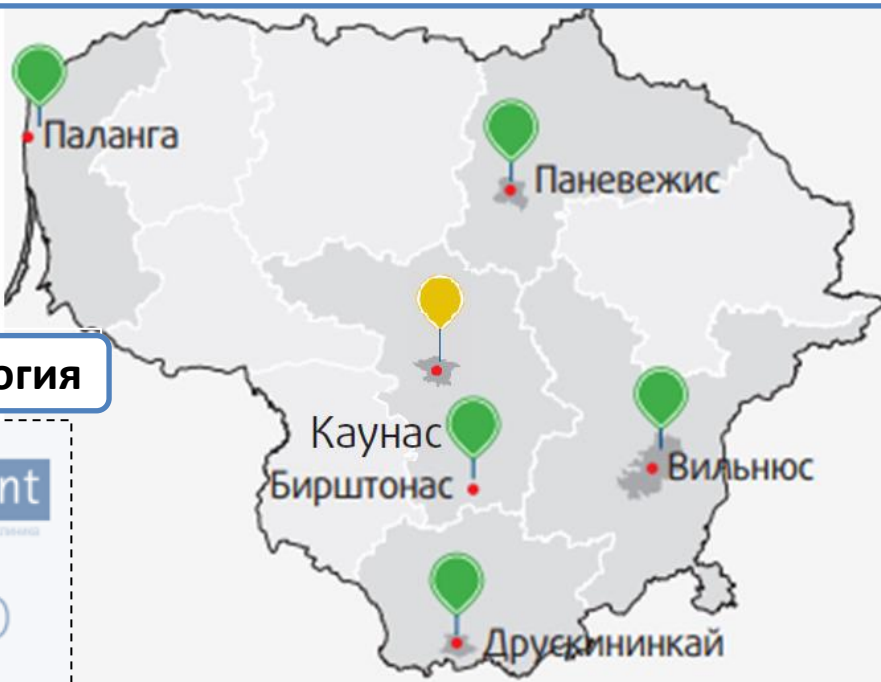 Паланга
Паневежис
огия
Каунас
nt
Бирштонас
Вильнюс
Друскининкай